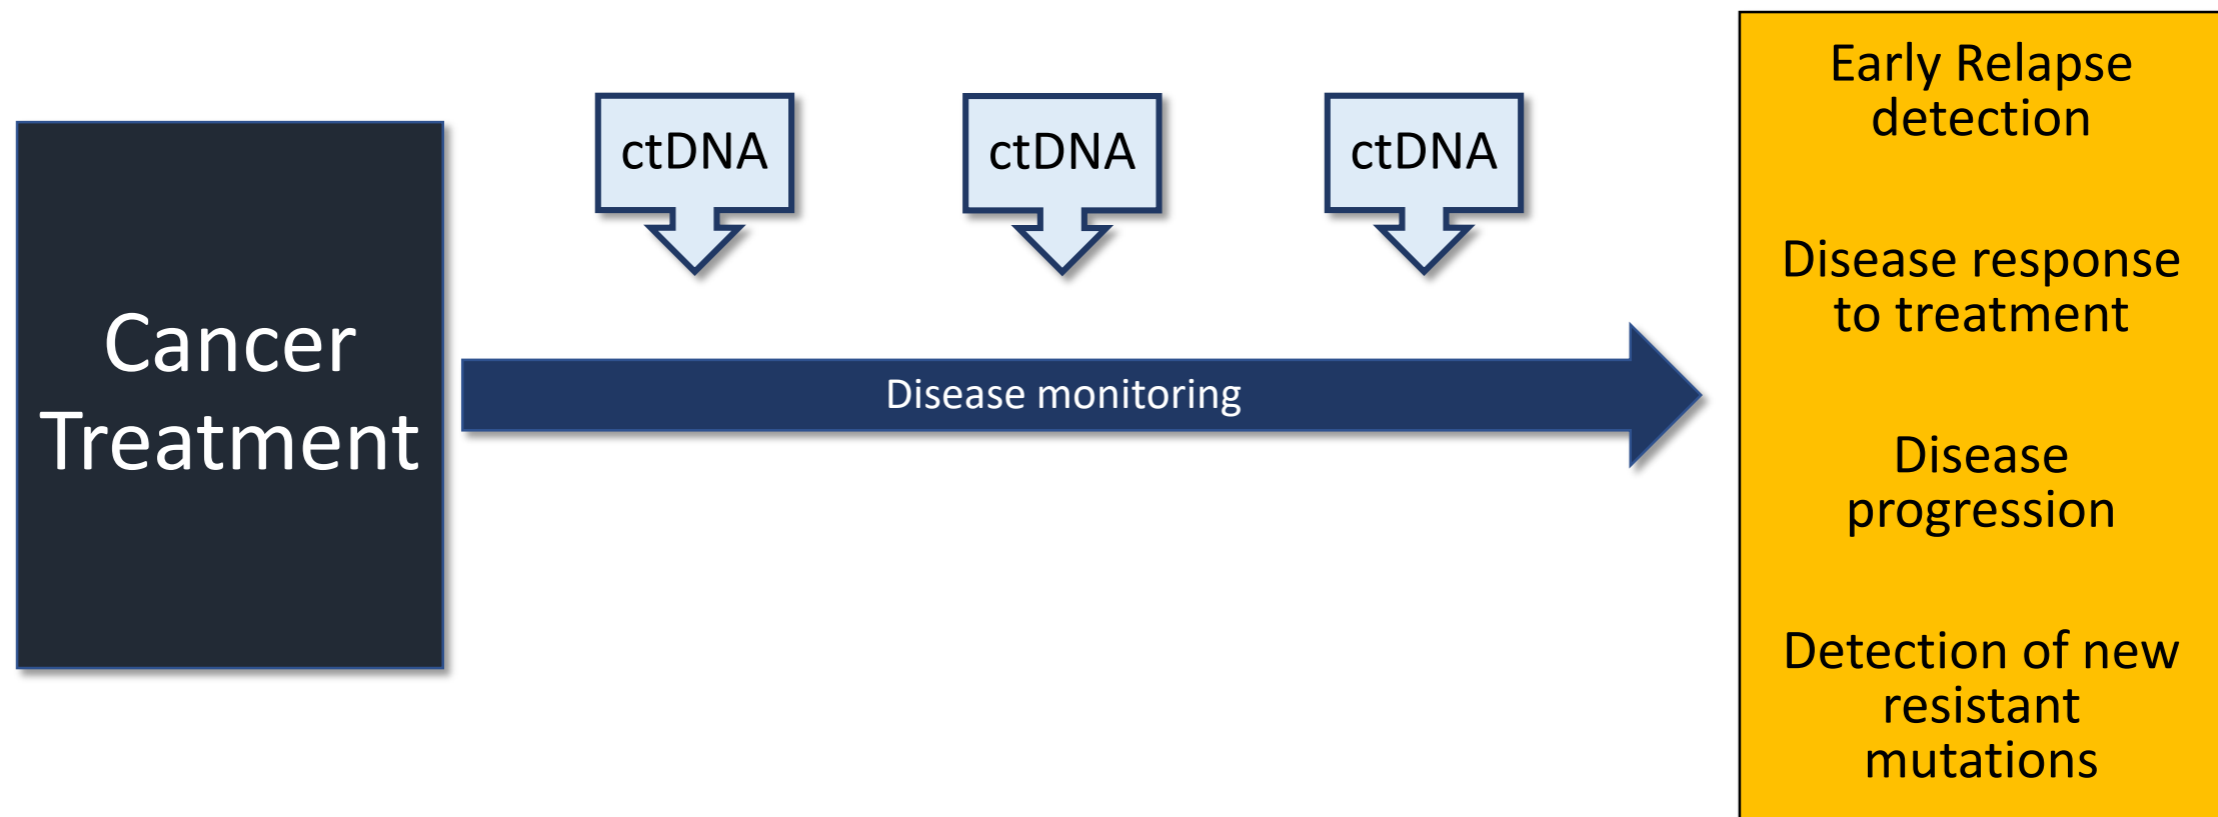 Cancer
Treatment
ctDNA
ctDNA
ctDNA
Disease monitoring
Early Relapse
detection
Disease response
to treatment
Disease
progression
Detection of new
resistant
mutations